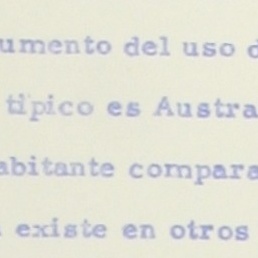 umento del uso d
típico es Austra
abitante compara
existe en otros